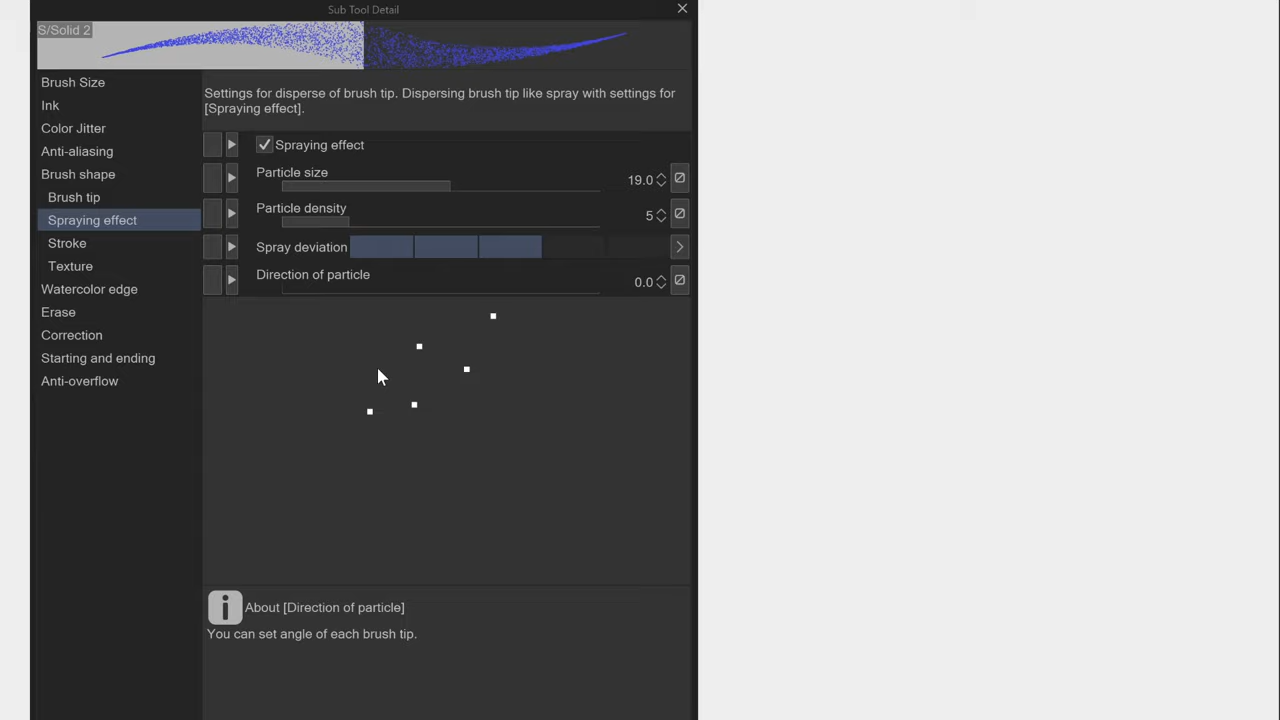 Sub Tool Detail
S/Solid 2
Brush Size
Ink
Color Jitter
Anti-aliasing
Brush shape
Brush tip
Spraying effect
Stroke
Texture
Watercolor edge
Erase
Correction
Starting and ending
Anti-overflow
Settings for disperse of brush tip. Dispersing brush tip like spray with settings for
[Spraying effect].
Spraying effect
Particle size 19.0
Particle density 5
Spray deviation
Direction of particle 0.0
About [Direction of particle]
You can set angle of each brush tip.